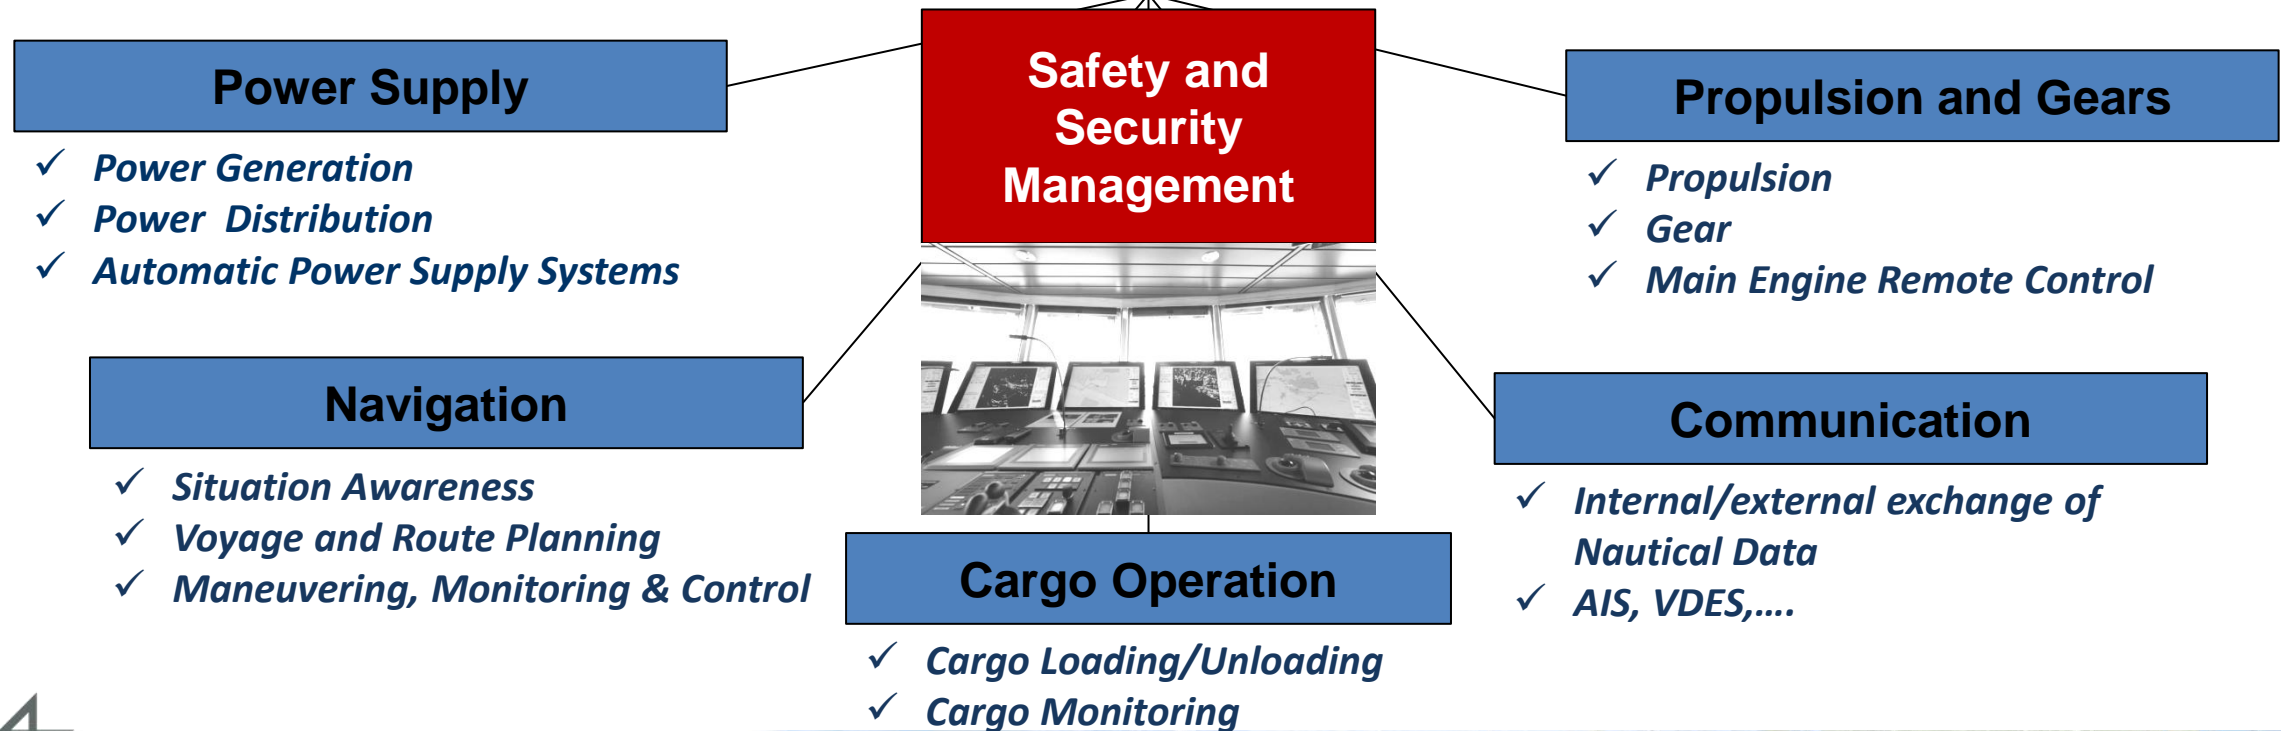 Safety and
Security
Management
Power Supply
✓ Power Generation
✓ Power Distribution
✓ Automatic Power Supply Systems
Propulsion and Gears
✓ Propulsion
✓ Gear
✓ Main Engine Remote Control
Navigation
✓ Situation Awareness
✓ Voyage and Route Planning
✓ Maneuvering, Monitoring & Control
Communication
✓ Internal/external exchange of
Nautical Data
✓ AIS, VDES,....
Cargo Operation
✓ Cargo Loading/Unloading
✓ Cargo Monitoring